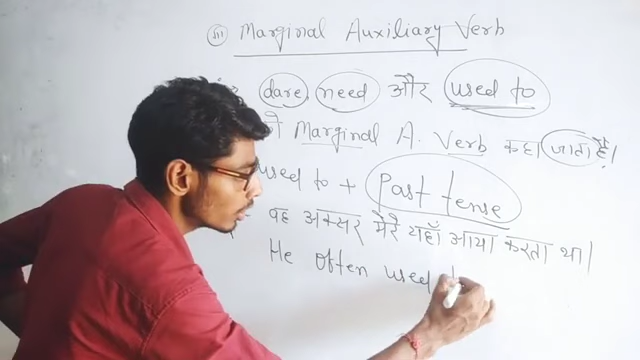 (iii) Marginal Auxiliary Verb
dare, need और used to
Marginal A. Verb कहा जाता है।
used to + Past tense
वह अक्सर मेरे यहाँ आया करता था।
He often used t